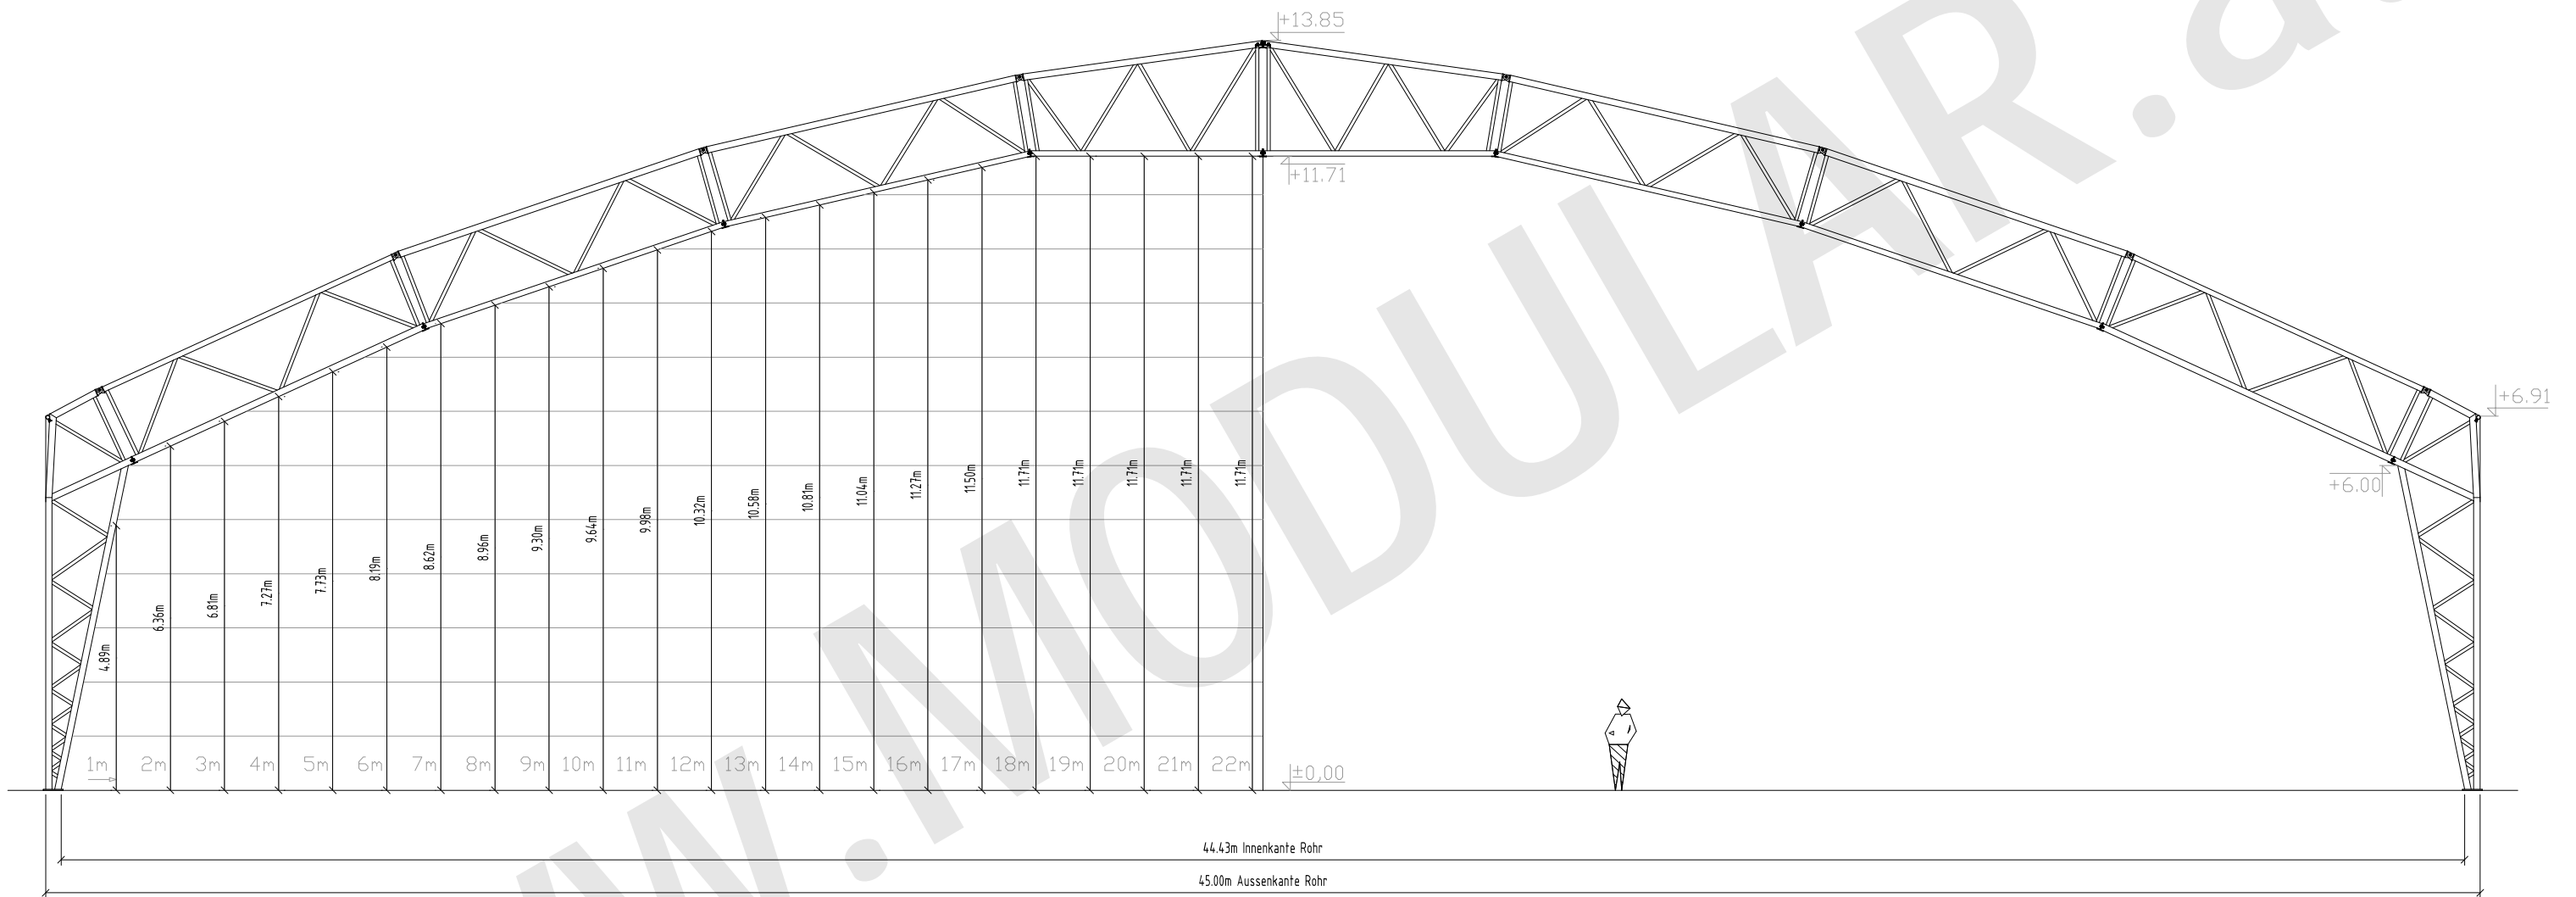 +13.85
+11.71
+6.91
+6.00
4.89m
6.36m
6.81m
7.27m
7.73m
8.19m
8.62m
8.96m
9.30m
9.64m
9.98m
10.32m
10.58m
10.81m
11.04m
11.27m
11.50m
11.71m
11.71m
11.71m
11.71m
11.71m
1m 2m 3m 4m 5m 6m 7m 8m 9m 10m 11m 12m 13m 14m 15m 16m 17m 18m 19m 20m 21m 22m
±0,00
44.43m Innenkante Rohr
45.00m Aussenkante Rohr
w.MODULAR.a